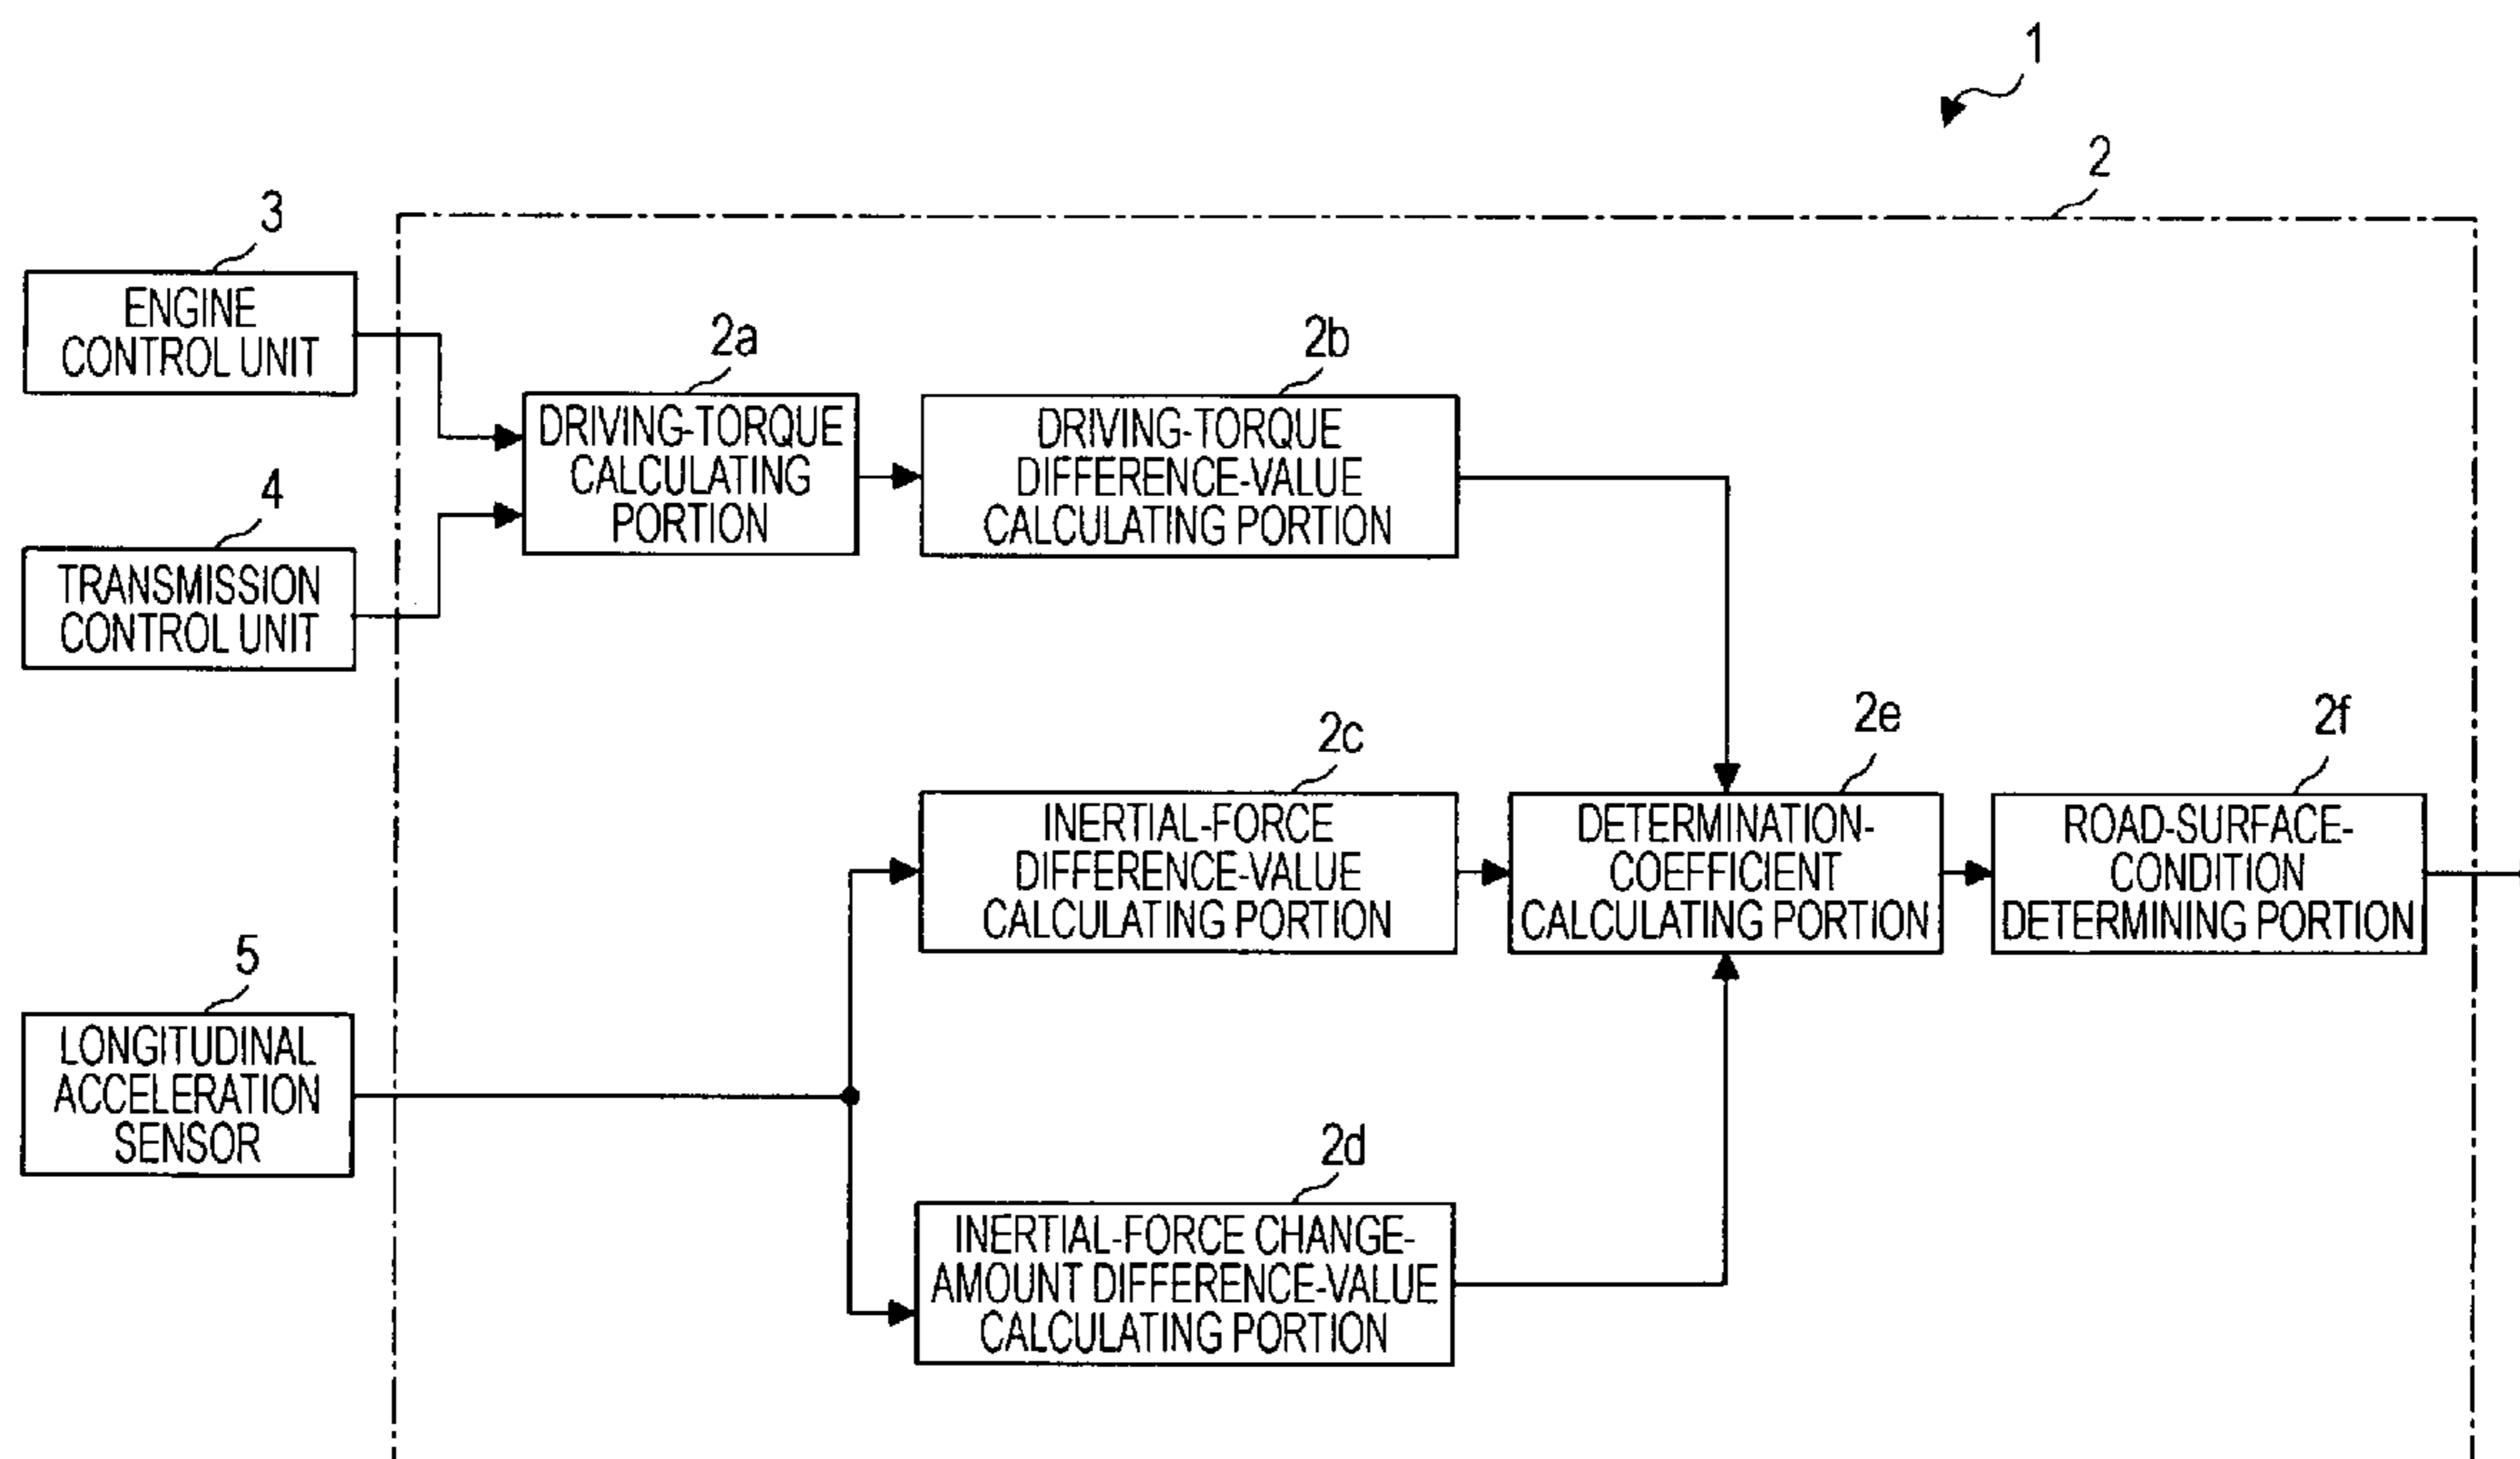 1
2
3
ENGINE
CONTROL UNIT
2a
DRIVING-TORQUE
CALCULATING
PORTION
2b
DRIVING-TORQUE
DIFFERENCE-VALUE
CALCULATING PORTION
4
TRANSMISSION
CONTROL UNIT
2c
INERTIAL-FORCE
DIFFERENCE-VALUE
CALCULATING PORTION
2e
DETERMINATION-
COEFFICIENT
CALCULATING PORTION
2f
ROAD-SURFACE-
CONDITION
DETERMINING PORTION
5
LONGITUDINAL
ACCELERATION
SENSOR
2d
INERTIAL-FORCE CHANGE-
AMOUNT DIFFERENCE-VALUE
CALCULATING PORTION